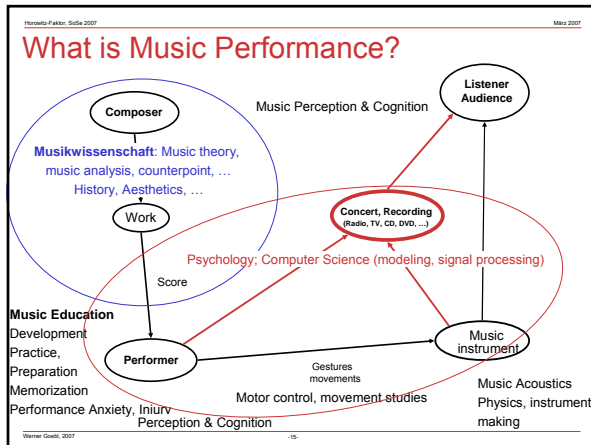 Horowitz-Faktor, SoSe 2007
März 2007
What is Music Performance?
Listener
Audience
Composer
Music Perception & Cognition
Musikwissenschaft: Music theory,
music analysis, counterpoint, …
History, Aesthetics, …
Work
Concert, Recording
(Radio, TV, CD, DVD, …)
Psychology; Computer Science (modeling, signal processing)
Score
Music Education
Development
Practice,
Preparation
Memorization
Performance Anxiety, Injury
Performer
Music
instrument
Gestures
movements
Motor control, movement studies
Perception & Cognition
Music Acoustics
Physics, instrument
making
Werner Goebl, 2007
-15-